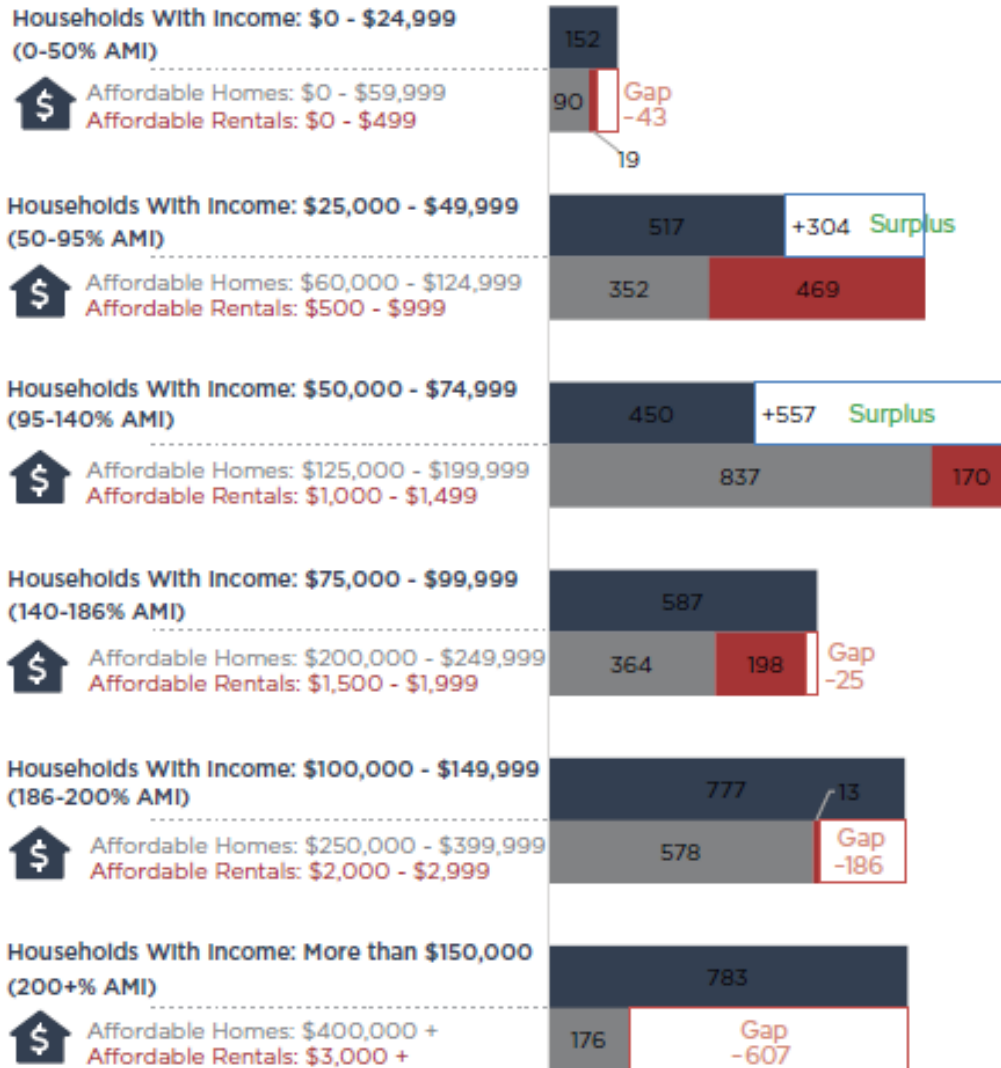 Households With Income: $0 - $24,999
(0-50% AMI)
152
$
Affordable Homes: $0 - $59,999
Affordable Rentals: $0 - $499
90
Gap
-43
19
Households With Income: $25,000 - $49,999
(50-95% AMI)
517
+304 Surplus
$
Affordable Homes: $60,000 - $124,999
Affordable Rentals: $500 - $999
352
469
Households With Income: $50,000 - $74,999
(95-140% AMI)
450
+557 Surplus
$
Affordable Homes: $125,000 - $199,999
Affordable Rentals: $1,000 - $1,499
837
170
Households With Income: $75,000 - $99,999
(140-186% AMI)
587
$
Affordable Homes: $200,000 - $249,999
Affordable Rentals: $1,500 - $1,999
364
198
Gap
-25
Households With Income: $100,000 - $149,999
(186-200% AMI)
777
13
$
Affordable Homes: $250,000 - $399,999
Affordable Rentals: $2,000 - $2,999
578
Gap
-186
Households With Income: More than $150,000
(200+% AMI)
783
$
Affordable Homes: $400,000 +
Affordable Rentals: $3,000 +
176
Gap
-607